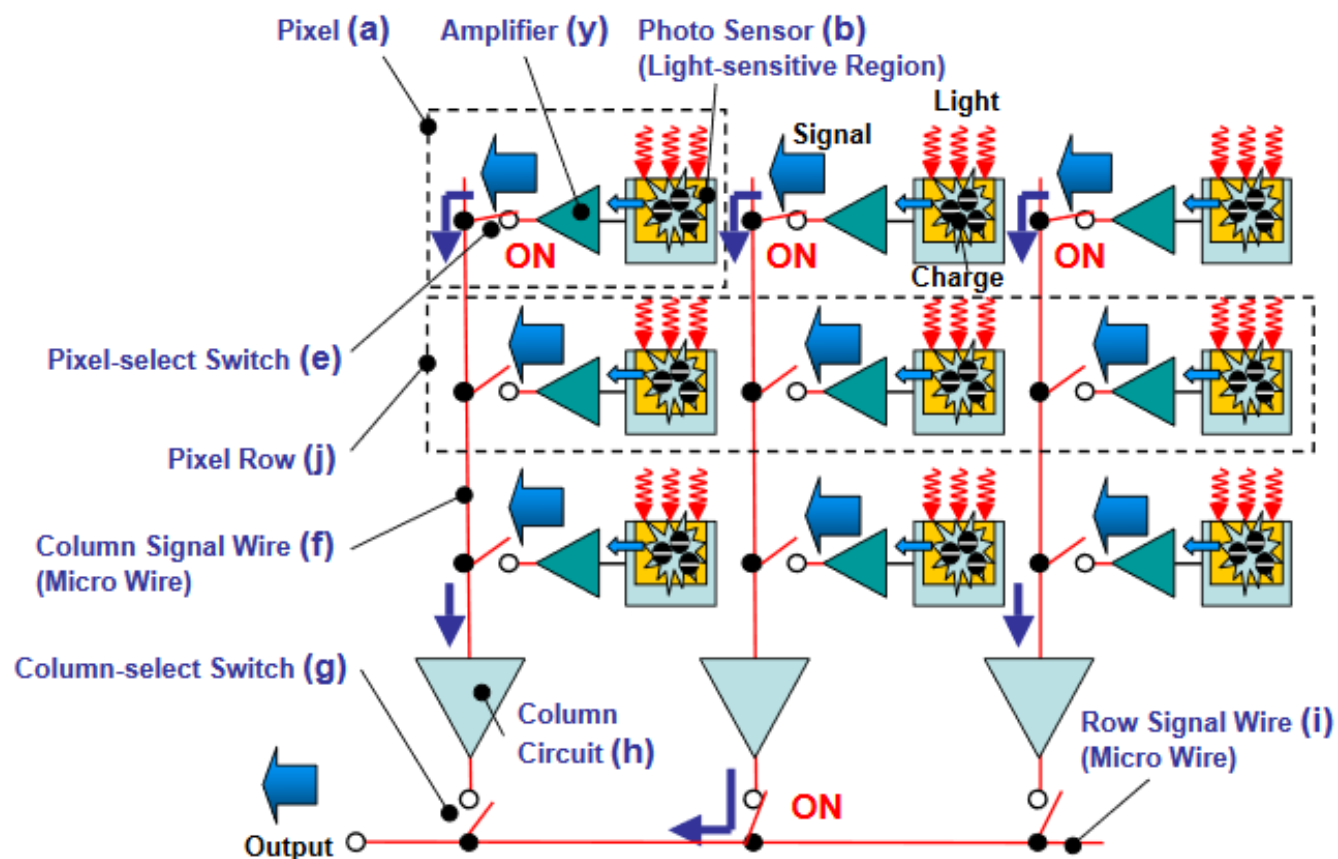 Pixel (a)
Amplifier (y)
Photo Sensor (b)
(Light-sensitive Region)
Light
Signal
ON
ON
ON
Charge
Pixel-select Switch (e)
Pixel Row (j)
Column Signal Wire (f)
(Micro Wire)
Column-select Switch (g)
Column
Circuit (h)
Row Signal Wire (i)
(Micro Wire)
ON
Output